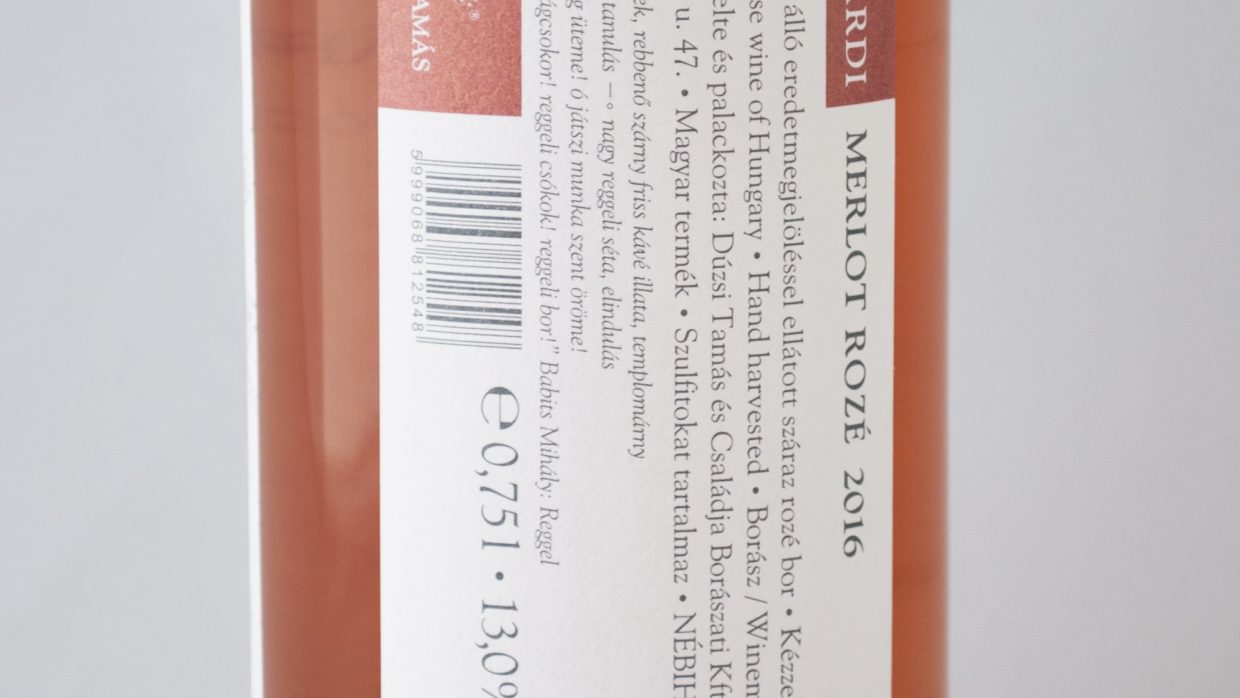 ARDI
MERLOT ROZÉ 2016
álló eredetmegjelöléssel ellátott száraz rozé bor • Kézze
se wine of Hungary • Hand harvested • Borász / Winem
elte és palackozta: Dúzsi Tamás és Családja Borászati Kft
u. 47. • Magyar termék • Szulfitokat tartalmaz • NÉBIH
ek, rebbenő szárny friss kávé illata, templomárny
tanulás —° nagy reggeli séta, elindulás
g üteme! ó játszi munka szent öröme!
ágcsokor! reggeli csókok! reggeli bor!” Babits Mihály: Reggel
®
AMÁS
5 999068 812548
℮ 0,75 l • 13,0%